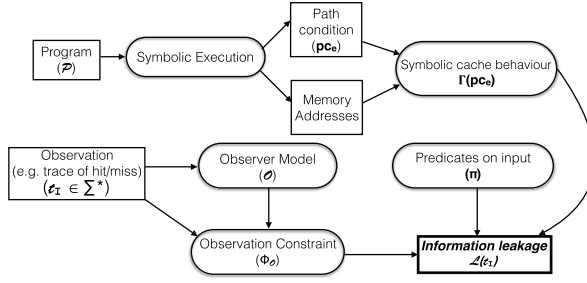 Program
(𝒫)
Symbolic Execution
Path
condition
(pcₑ)
Memory
Addresses
Symbolic cache behaviour
Γ(pcₑ)
Observation
(e.g. trace of hit/miss)
(t_I ∈ Σ*)
Observer Model
(𝒪)
Predicates on input
(π)
Observation Constraint
(Φ_𝒪)
Information leakage
ℒ(t_I)